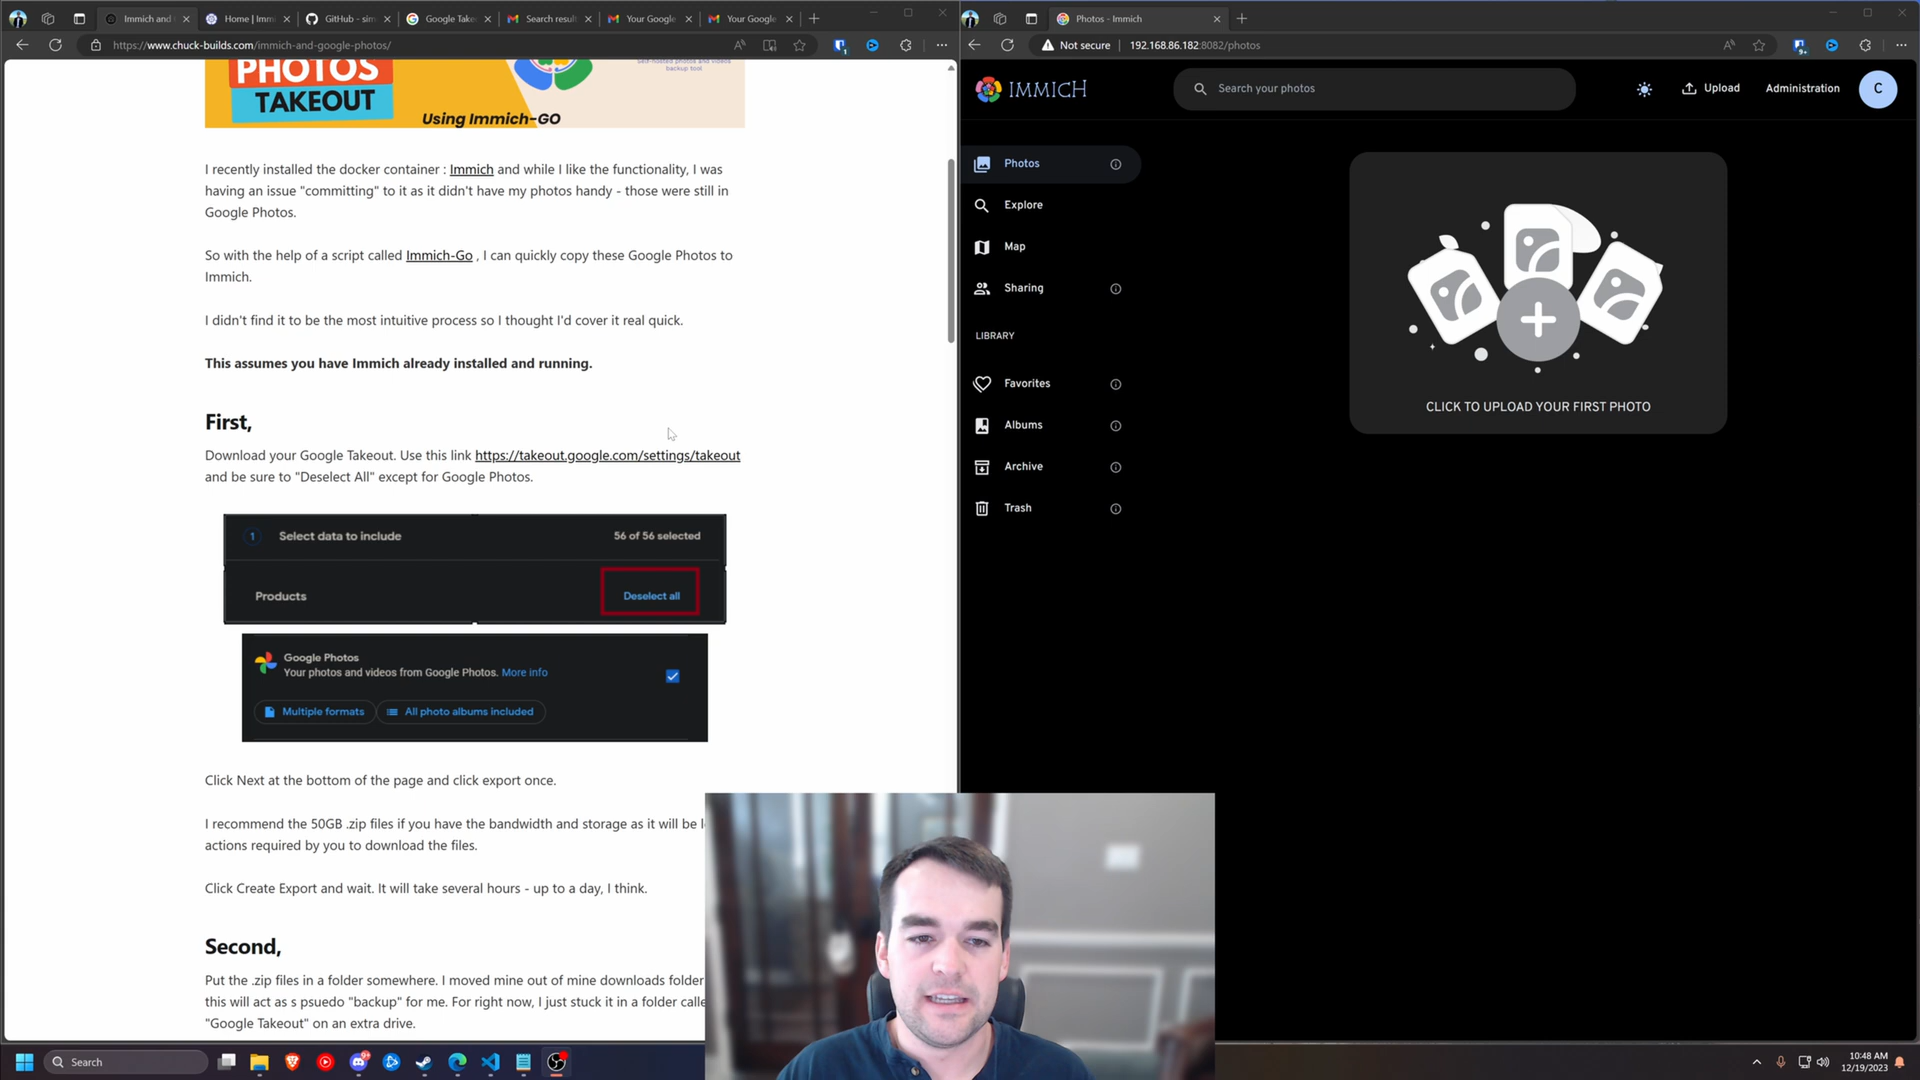 Immich and
Home | Imm
GitHub - sim
Google Take
Search result
Your Google
Your Google
https://www.chuck-builds.com/immich-and-google-photos/
PHOTOS
TAKEOUT
self-hosted photos and videos
backup tool
Using Immich-GO
I recently installed the docker container : Immich and while I like the functionality, I was
having an issue "committing" to it as it didn't have my photos handy - those were still in
Google Photos.
So with the help of a script called Immich-Go , I can quickly copy these Google Photos to
Immich.
I didn't find it to be the most intuitive process so I thought I'd cover it real quick.
This assumes you have Immich already installed and running.
First,
Download your Google Takeout. Use this link https://takeout.google.com/settings/takeout
and be sure to "Deselect All" except for Google Photos.
1 Select data to include 56 of 56 selected
Products Deselect all
Google Photos
Your photos and videos from Google Photos. More info
Multiple formats All photo albums included
Click Next at the bottom of the page and click export once.
I recommend the 50GB .zip files if you have the bandwidth and storage as it will be l
actions required by you to download the files.
Click Create Export and wait. It will take several hours - up to a day, I think.
Second,
Put the .zip files in a folder somewhere. I moved mine out of mine downloads folder
this will act as s psuedo "backup" for me. For right now, I just stuck it in a folder calle
"Google Takeout" on an extra drive.
Photos - Immich
Not secure 192.168.86.182:8082/photos
IMMICH
Search your photos
Upload
Administration
C
Photos
Explore
Map
Sharing
LIBRARY
Favorites
Albums
Archive
Trash
CLICK TO UPLOAD YOUR FIRST PHOTO
Search
10:48 AM
12/19/2023